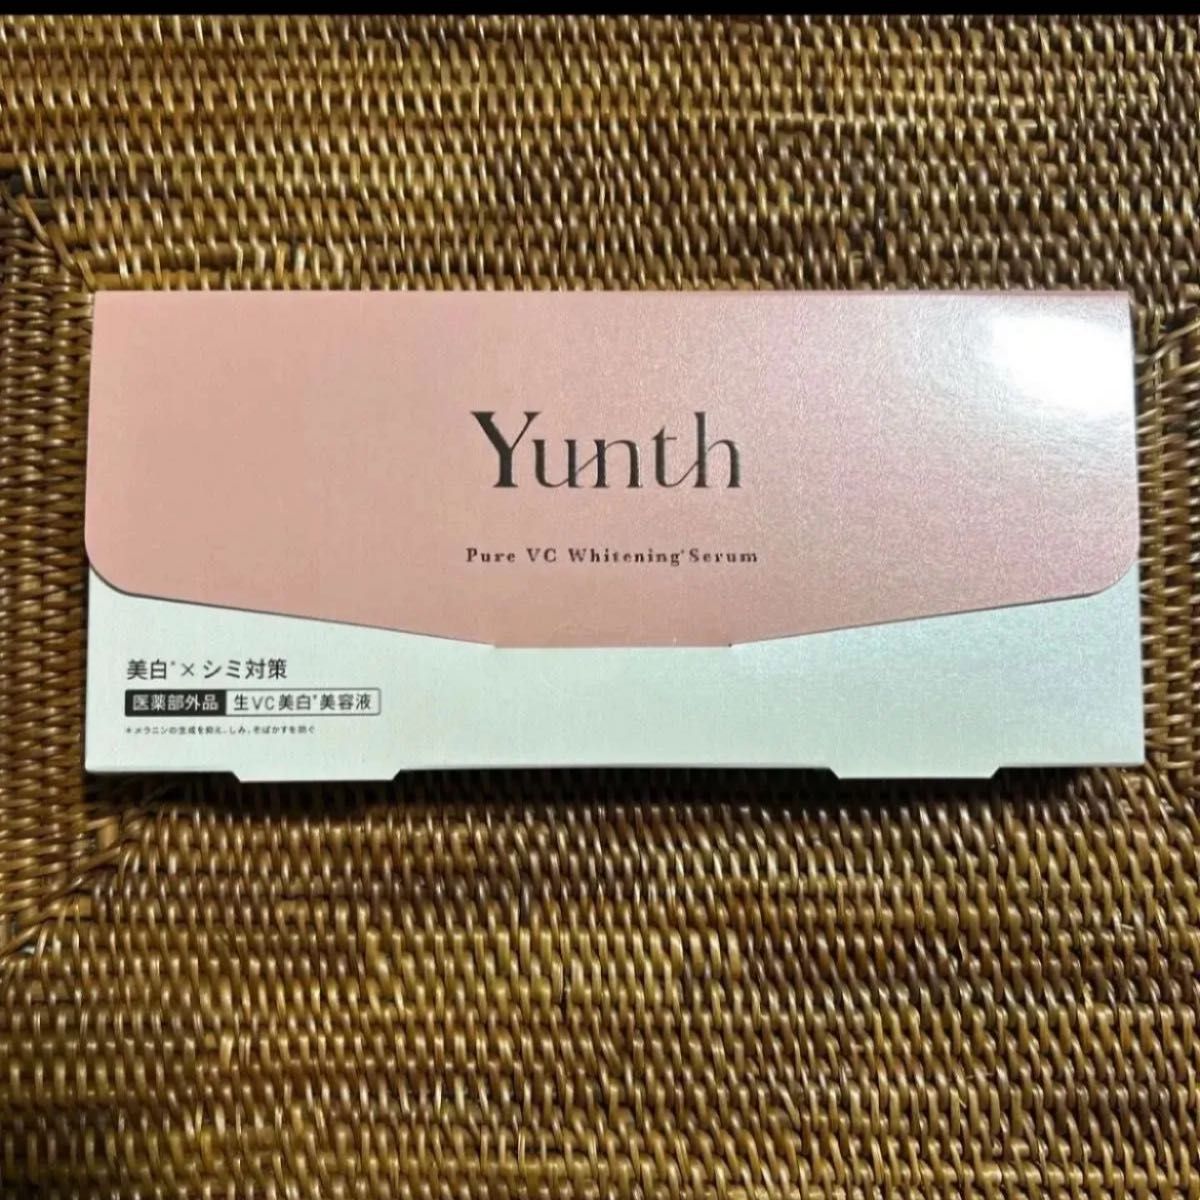 Yunth
Pure VC Whitening*Serum
美白*×シミ対策
医薬部外品 生VC美白*美容液
*メラニンの生成を抑え、しみ、そばかすを防ぐ